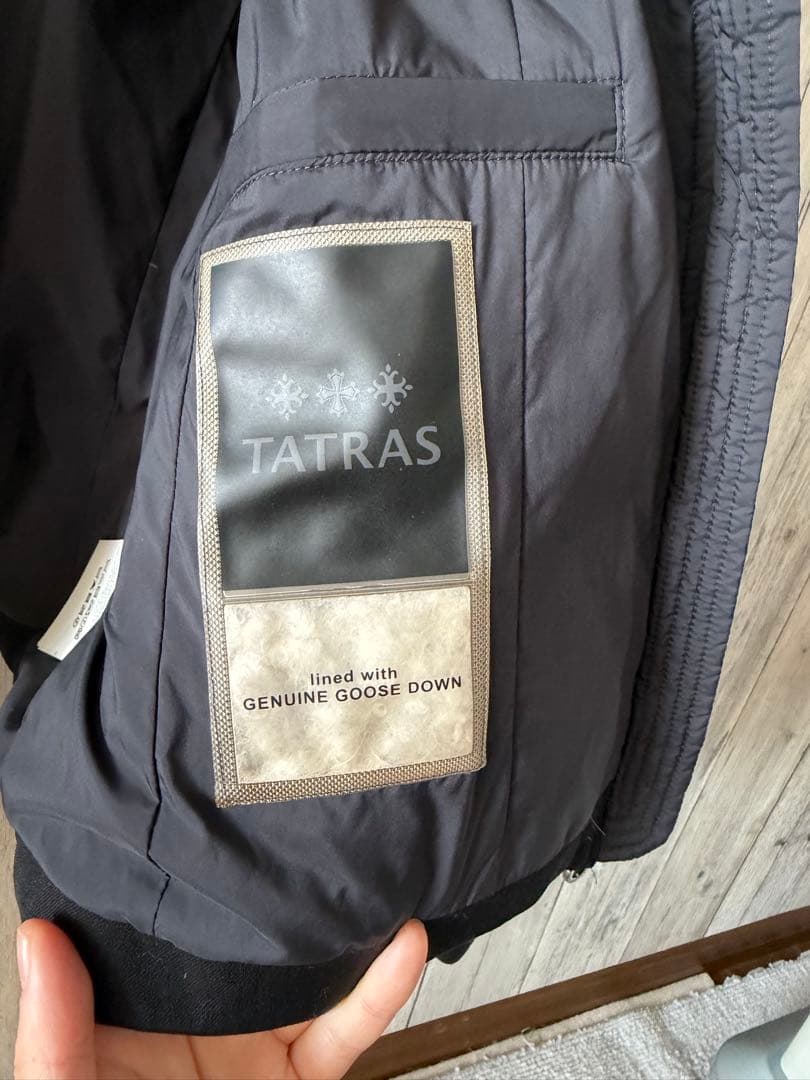 TATRAS
lined with
GENUINE GOOSE DOWN